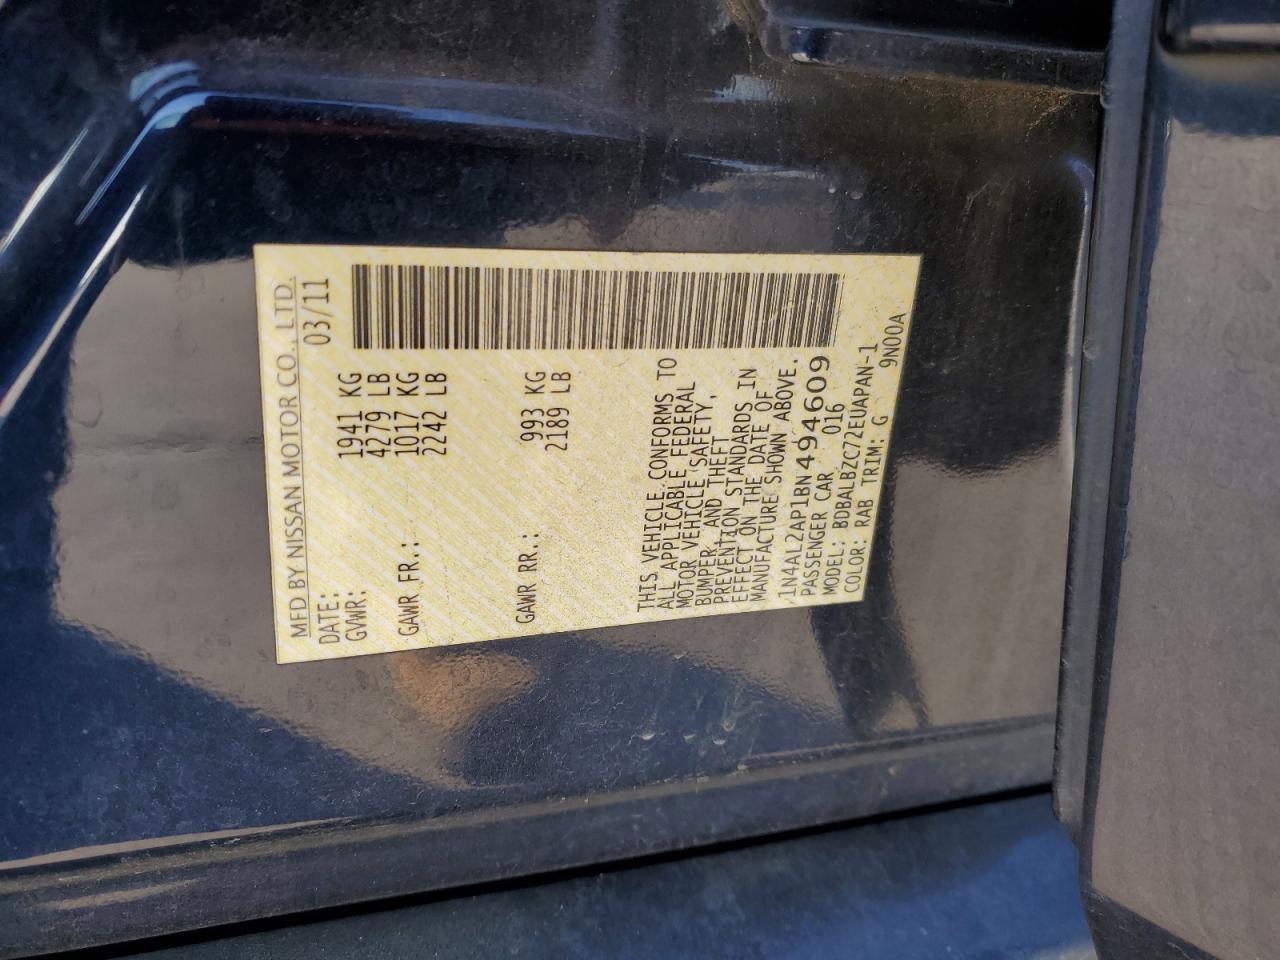 MFD BY NISSAN MOTOR CO., LTD.
DATE: 03/11
GVWR: 1941 KG
4279 LB
GAWR FR.: 1017 KG
2242 LB
GAWR RR.: 993 KG
2189 LB
THIS VEHICLE CONFORMS TO
ALL APPLICABLE FEDERAL
MOTOR VEHICLE SAFETY,
BUMPER, AND THEFT
PREVENTION STANDARDS IN
EFFECT ON THE DATE OF
MANUFACTURE SHOWN ABOVE.
1N4AL2AP1BN494609
PASSENGER CAR 016
MODEL: BDBALBZC72EUAPAN-1
COLOR: RAB TRIM: G 9N00A